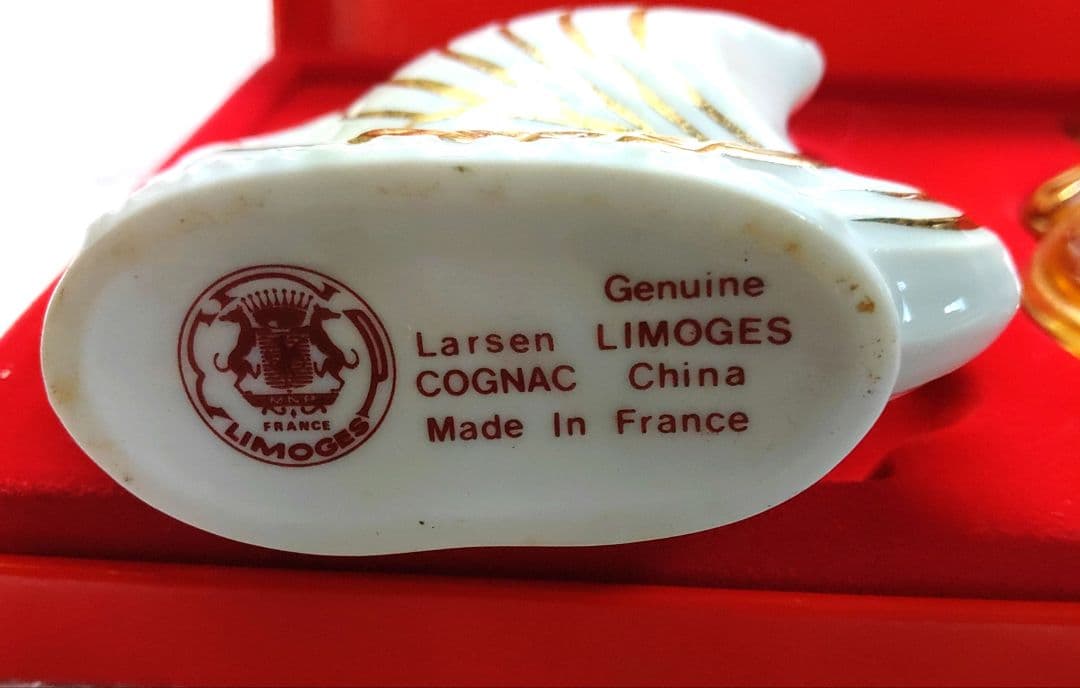 FRANCE
LIMOGES
Genuine
Larsen LIMOGES
COGNAC China
Made In France